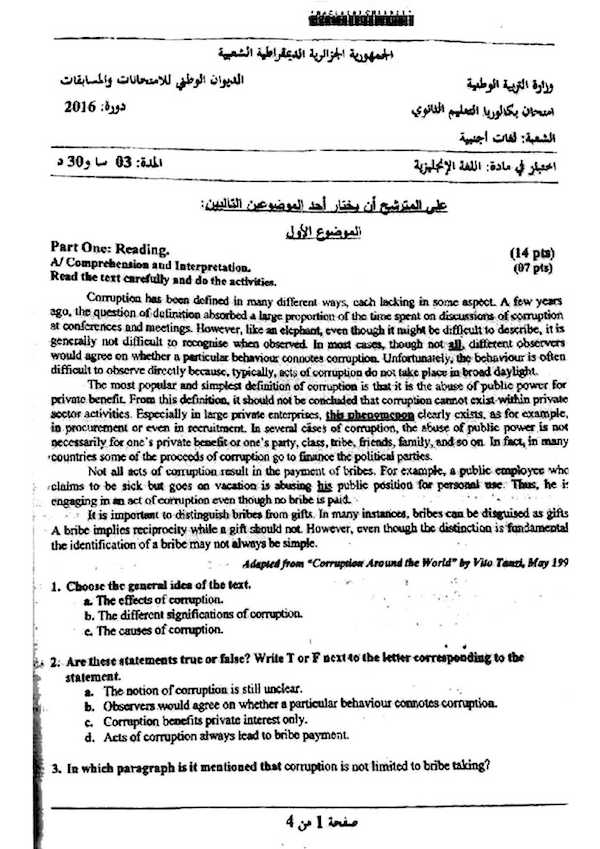 الجمهورية الجزائرية الديمقراطية الشعبية
وزارة التربية الوطنية
الديوان الوطني للامتحانات والمسابقات
امتحان بكالوريا التعليم الثانوي
دورة: 2016
الشعبة: لغات أجنبية
اختبار في مادة: اللغة الإنجليزية
المدة: 03 سا و30 د
على المترشح أن يختار أحد الموضوعين التاليين:
الموضوع الأول
Part One: Reading. (14 pts)
A/ Comprehension and Interpretation. (07 pts)
Read the text carefully and do the activities.
Corruption has been defined in many different ways, each lacking in some aspect. A few years
ago, the question of definition absorbed a large proportion of the time spent on discussions of corruption
at conferences and meetings. However, like an elephant, even though it might be difficult to describe, it is
generally not difficult to recognise when observed. In most cases, though not all, different observers
would agree on whether a particular behaviour connotes corruption. Unfortunately, the behaviour is often
difficult to observe directly because, typically, acts of corruption do not take place in broad daylight.
The most popular and simplest definition of corruption is that it is the abuse of public power for
private benefit. From this definition, it should not be concluded that corruption cannot exist within private
sector activities. Especially in large private enterprises, this phenomenon clearly exists, as for example,
in procurement or even in recruitment. In several cases of corruption, the abuse of public power is not
necessarily for one's private benefit or one's party, class, tribe, friends, family, and so on. In fact, in many
countries some of the proceeds of corruption go to finance the political parties.
Not all acts of corruption result in the payment of bribes. For example, a public employee who
claims to be sick but goes on vacation is abusing his public position for personal use. Thus, he is
engaging in an act of corruption even though no bribe is paid.
It is important to distinguish bribes from gifts. In many instances, bribes can be disguised as gifts
A bribe implies reciprocity while a gift should not. However, even though the distinction is fundamental
the identification of a bribe may not always be simple.
Adapted from "Corruption Around the World" by Vito Tanzi, May 199
1. Choose the general idea of the text.
a. The effects of corruption.
b. The different significations of corruption.
c. The causes of corruption.
2. Are these statements true or false? Write T or F next to the letter corresponding to the
statement.
a. The notion of corruption is still unclear.
b. Observers would agree on whether a particular behaviour connotes corruption.
c. Corruption benefits private interest only.
d. Acts of corruption always lead to bribe payment.
3. In which paragraph is it mentioned that corruption is not limited to bribe taking?
صفحة 1 من 4